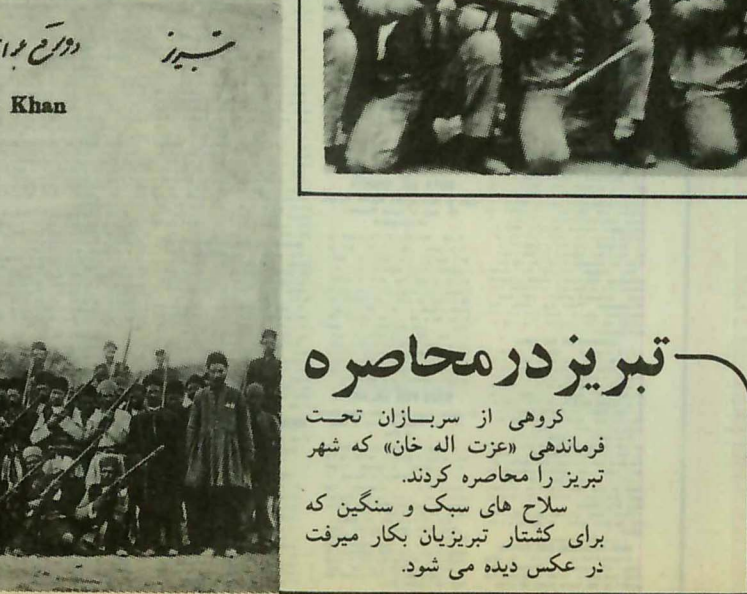 تبریز
Khan
تبریز در محاصره
گروهی از سربازان تحت
فرماندهی «عزت اله خان» که شهر
تبریز را محاصره کردند.
سلاح های سبک و سنگین که
برای کشتار تبریزیان بکار میرفت
در عکس دیده می شود.